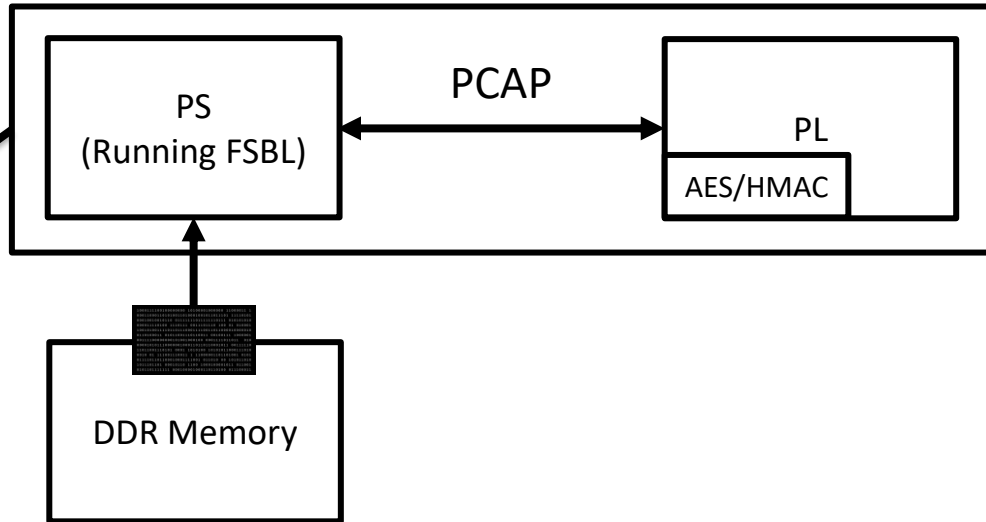 PS
(Running FSBL)
PCAP
PL
AES/HMAC
DDR Memory